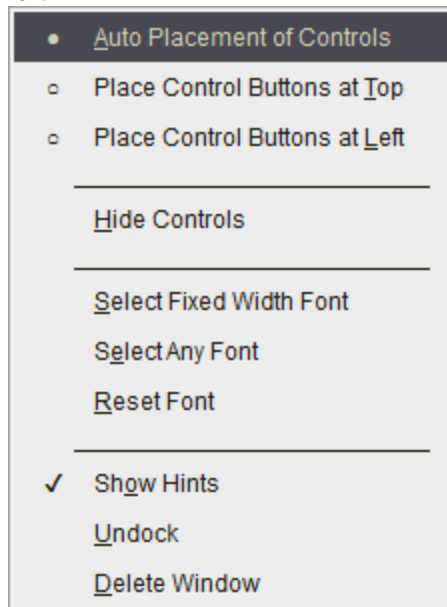 Auto Placement of Controls
Place Control Buttons at Top
Place Control Buttons at Left
Hide Controls
Select Fixed Width Font
Select Any Font
Reset Font
Show Hints
Undock
Delete Window